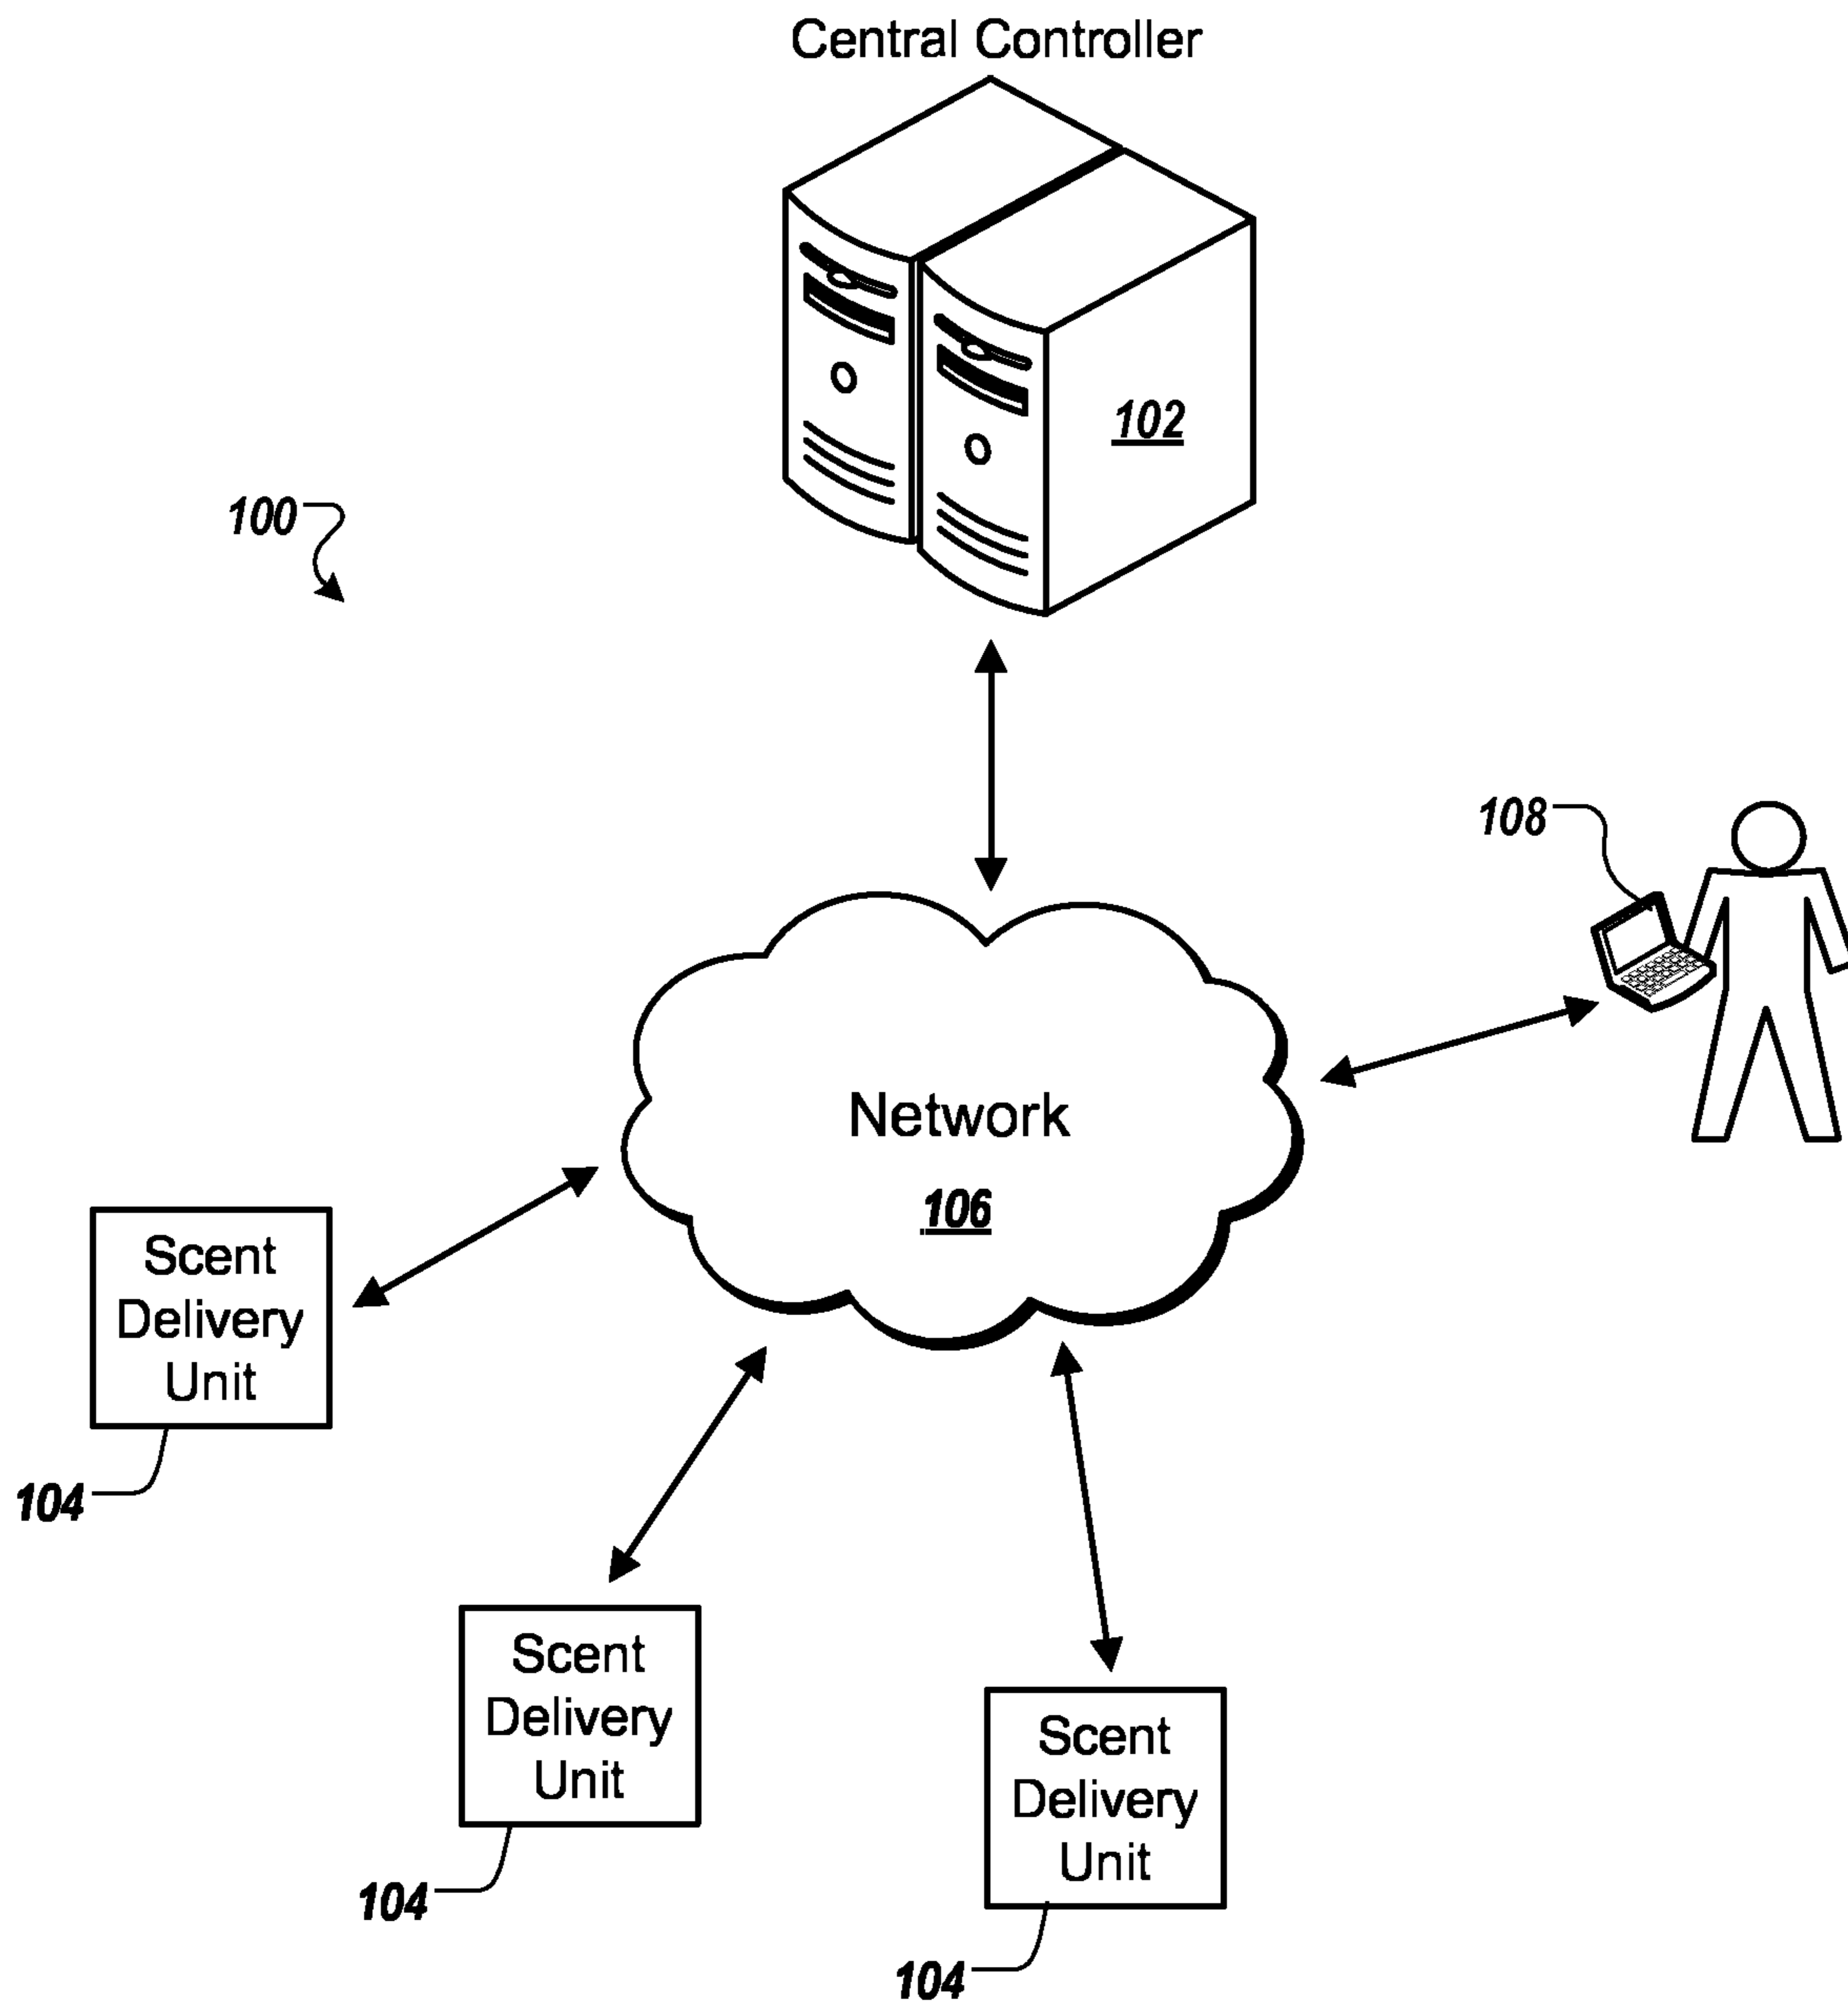 Central Controller
102
100
108
Network
106
Scent
Delivery
Unit
104
Scent
Delivery
Unit
104
Scent
Delivery
Unit
104